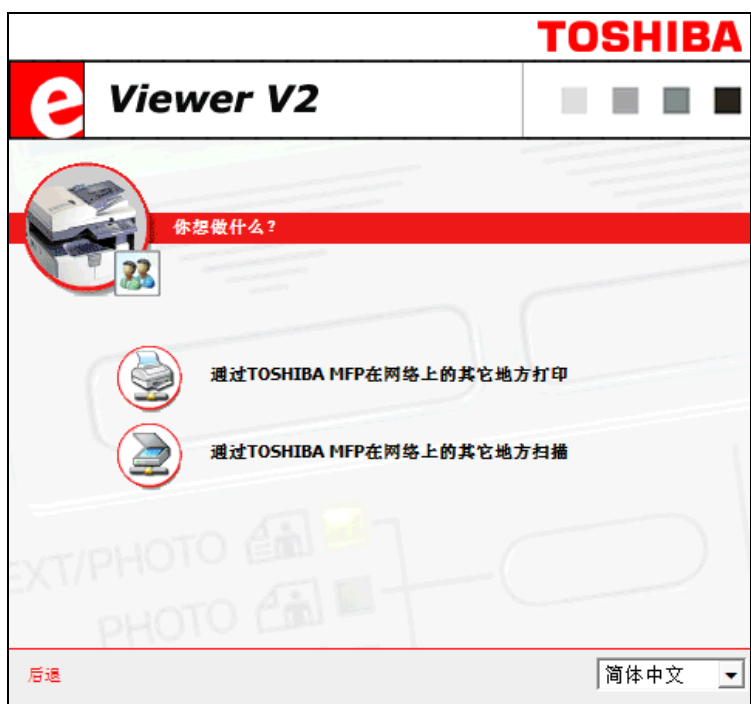 TOSHIBA
e Viewer V2
你想做什么？
通过TOSHIBA MFP在网络上的其它地方打印
通过TOSHIBA MFP在网络上的其它地方扫描
EXT/PHOTO
PHOTO
后退
简体中文